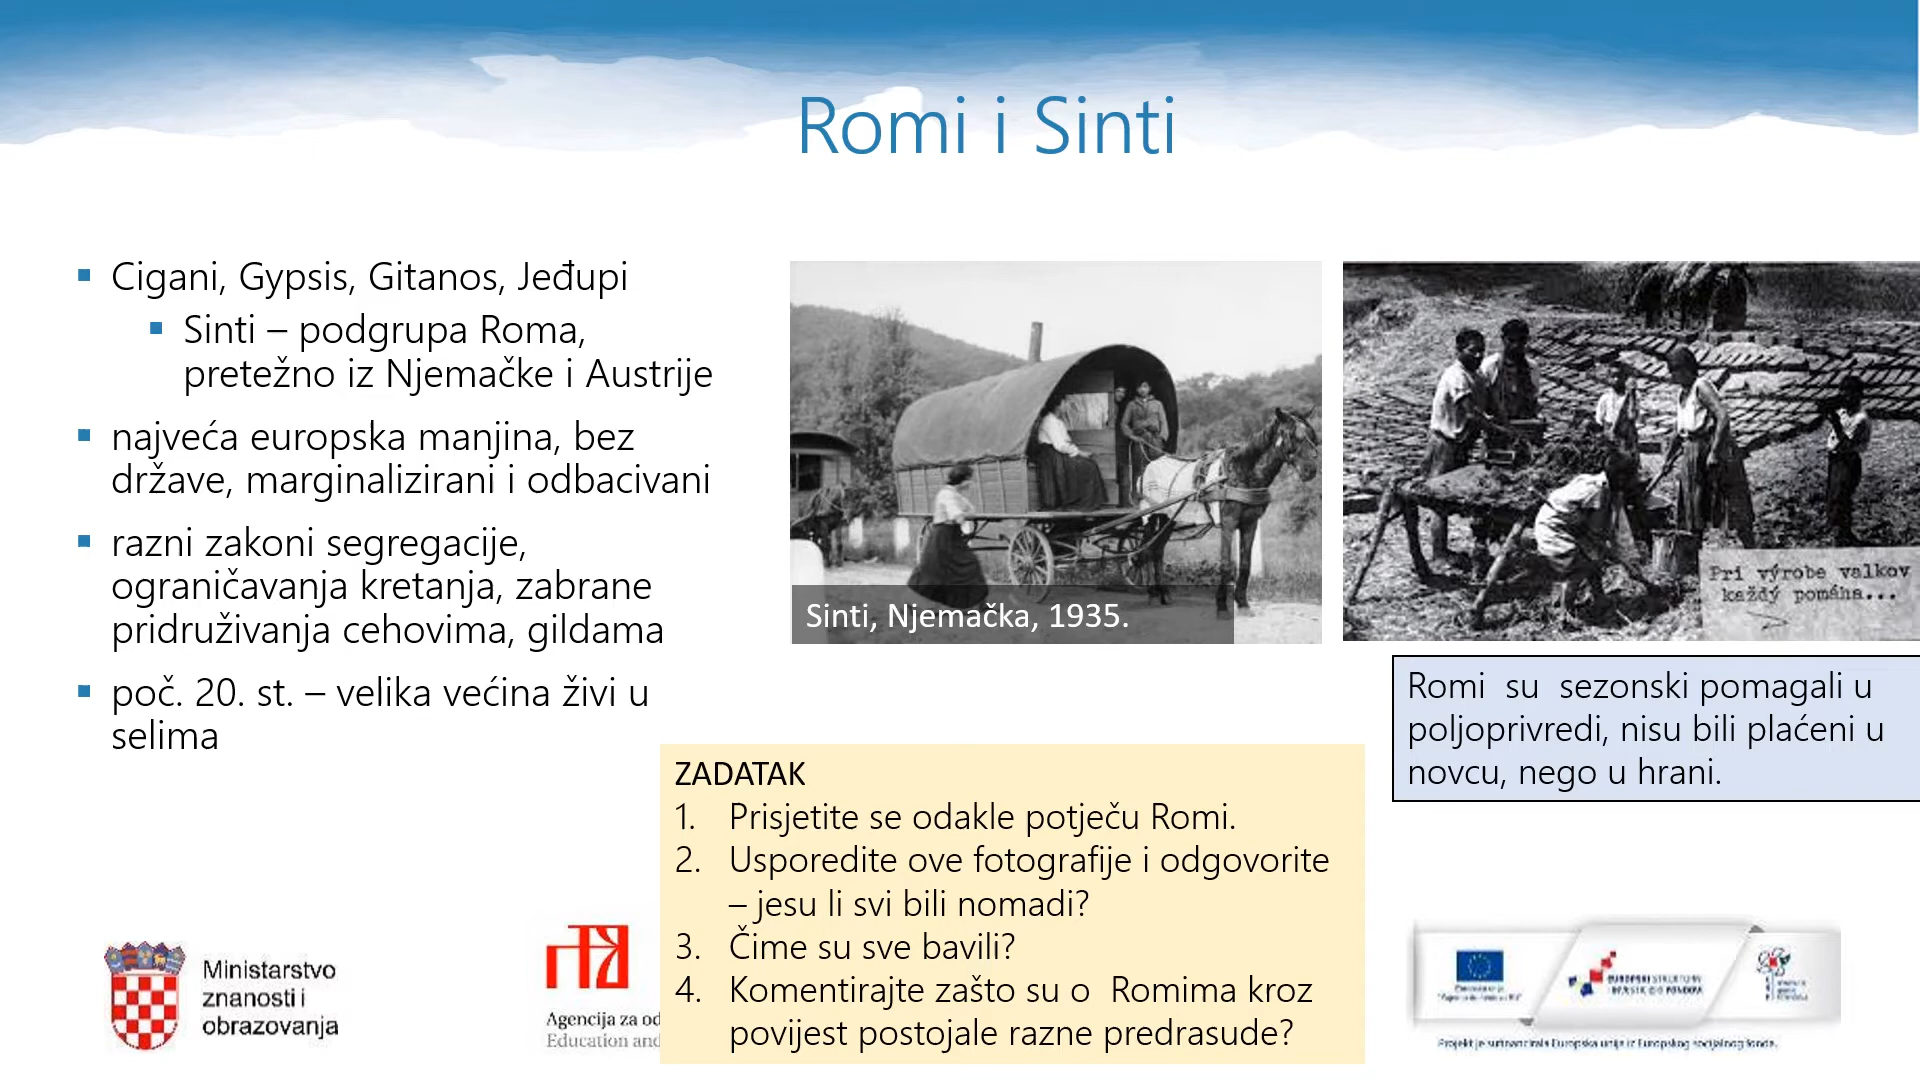 Romi i Sinti
Cigani, Gypsis, Gitanos, Jeđupi
Sinti – podgrupa Roma,
pretežno iz Njemačke i Austrije
najveća europska manjina, bez
države, marginalizirani i odbacivani
razni zakoni segregacije,
ograničavanja kretanja, zabrane
pridruživanja cehovima, gildama
poč. 20. st. – velika većina živi u
selima
Sinti, Njemačka, 1935.
Pri výrobe valkov
každý pomáha...
Romi su sezonski pomagali u
poljoprivredi, nisu bili plaćeni u
novcu, nego u hrani.
ZADATAK
1. Prisjetite se odakle potječu Romi.
2. Usporedite ove fotografije i odgovorite
– jesu li svi bili nomadi?
3. Čime su sve bavili?
4. Komentirajte zašto su o Romima kroz
povijest postojale razne predrasude?
Ministarstvo
znanosti i
obrazovanja
Agencija za od
Education and
EUROPSKI STRUKTURNI
I INVESTICIJSKI FONDOVI
Projekt je sufinancirala Europska unija iz Europskog socijalnog fonda.